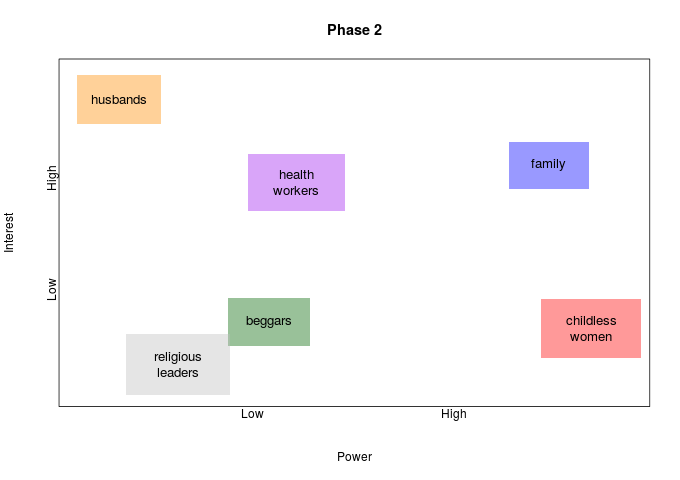 Phase 2
husbands
High
health
workers
family
Interest
Low
beggars
childless
women
religious
leaders
Low
High
Power